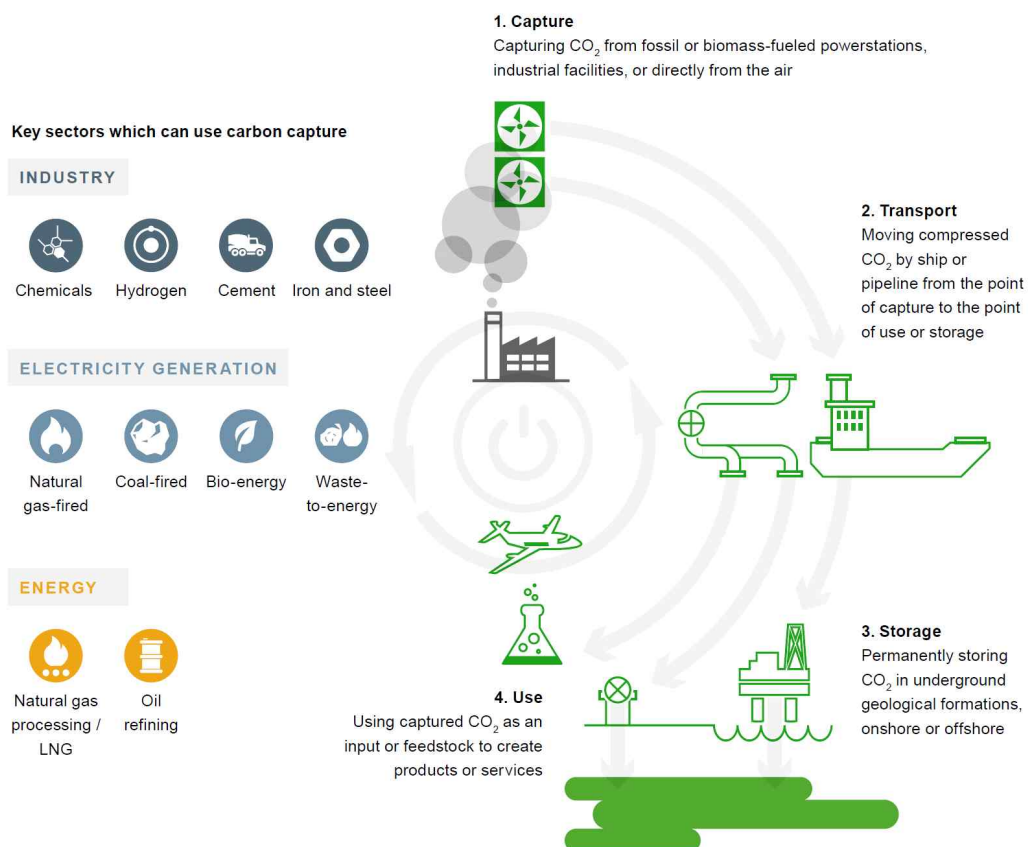 1. Capture
Capturing CO₂ from fossil or biomass-fueled powerstations,
industrial facilities, or directly from the air
Key sectors which can use carbon capture
INDUSTRY
Chemicals
Hydrogen
Cement
Iron and steel
2. Transport
Moving compressed
CO₂ by ship or
pipeline from the point
of capture to the point
of use or storage
ELECTRICITY GENERATION
Natural
gas-fired
Coal-fired
Bio-energy
Waste-
to-energy
ENERGY
Natural gas
processing /
LNG
Oil
refining
3. Storage
Permanently storing
CO₂ in underground
geological formations,
onshore or offshore
4. Use
Using captured CO₂ as an
input or feedstock to create
products or services